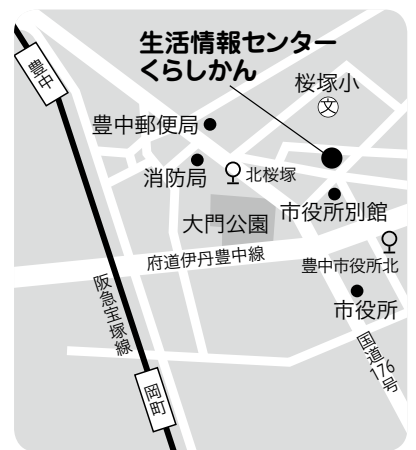 生活情報センター
くらしかん
豊中
桜塚小
文
豊中郵便局
消防局
北桜塚
市役所別館
大門公園
府道伊丹豊中線
豊中市役所北
阪急宝塚線
市役所
国道176号
岡町